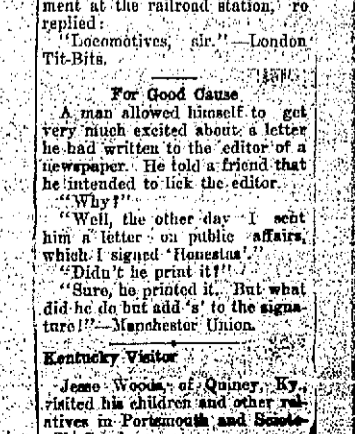 ment at the railroad station, ro
replied:
"Locomotives, sir."—London
Tit-Bits.
For Good Cause
A man allowed himself to get
very much excited about a letter
he had written to the editor of a
newspaper. He told a friend that
he intended to lick the editor.
"Why?"
"Well, the other day I sent
him a letter on public affairs,
which I signed 'Honestus'."
"Didn't he print it?"
"Sure, he printed it. But what
did he do but add 's' to the signa-
ture!"—Manchester Union.
Kentucky Visitor
Jesse Woods, of Quincy, Ky.,
visited his children and other rel-
atives in Portsmouth and